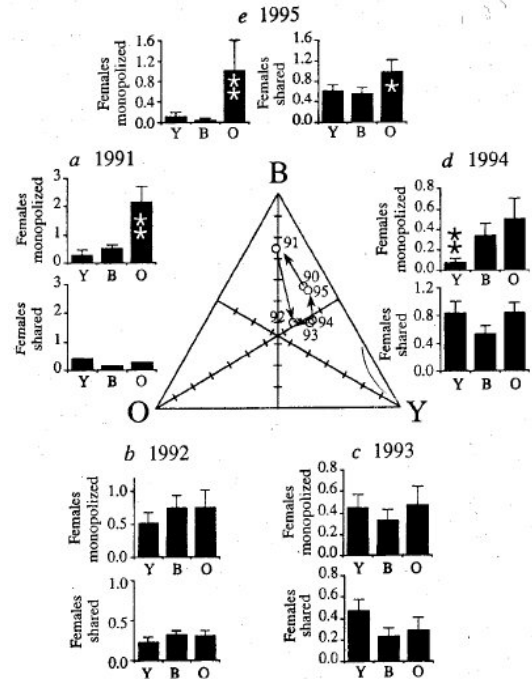 e 1995
Females monopolized
1.6
1.2
0.8
0.4
0.0
**
Y B O
Females shared
1.6
1.2
0.8
0.4
0.0
*
Y B O
a 1991
Females monopolized
3
2
1
0
**
Y B O
Females shared
3
2
1
0
Y B O
B
91
90
95
92
94
93
O
Y
d 1994
Females monopolized
0.8
0.6
0.4
0.2
0.0
**
Y B O
Females shared
1.2
0.8
0.4
0.0
Y B O
b 1992
Females monopolized
1.0
0.5
0.0
Y B O
Females shared
1.0
0.5
0.0
Y B O
c 1993
Females monopolized
0.8
0.6
0.4
0.2
0.0
Y B O
Females shared
0.8
0.6
0.4
0.2
0.0
Y B O